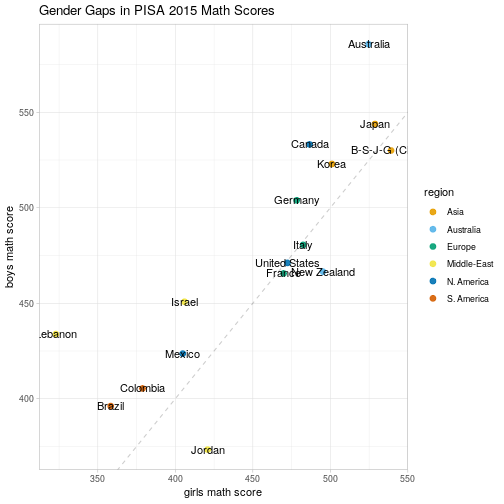 Gender Gaps in PISA 2015 Math Scores
Australia
Japan
B-S-J-G (C
Canada
Korea
Germany
Italy
United States
France
New Zealand
Israel
Lebanon
Mexico
Colombia
Brazil
Jordan
550
500
450
400
350
400
450
500
550
girls math score
boys math score
region
Asia
Australia
Europe
Middle-East
N. America
S. America